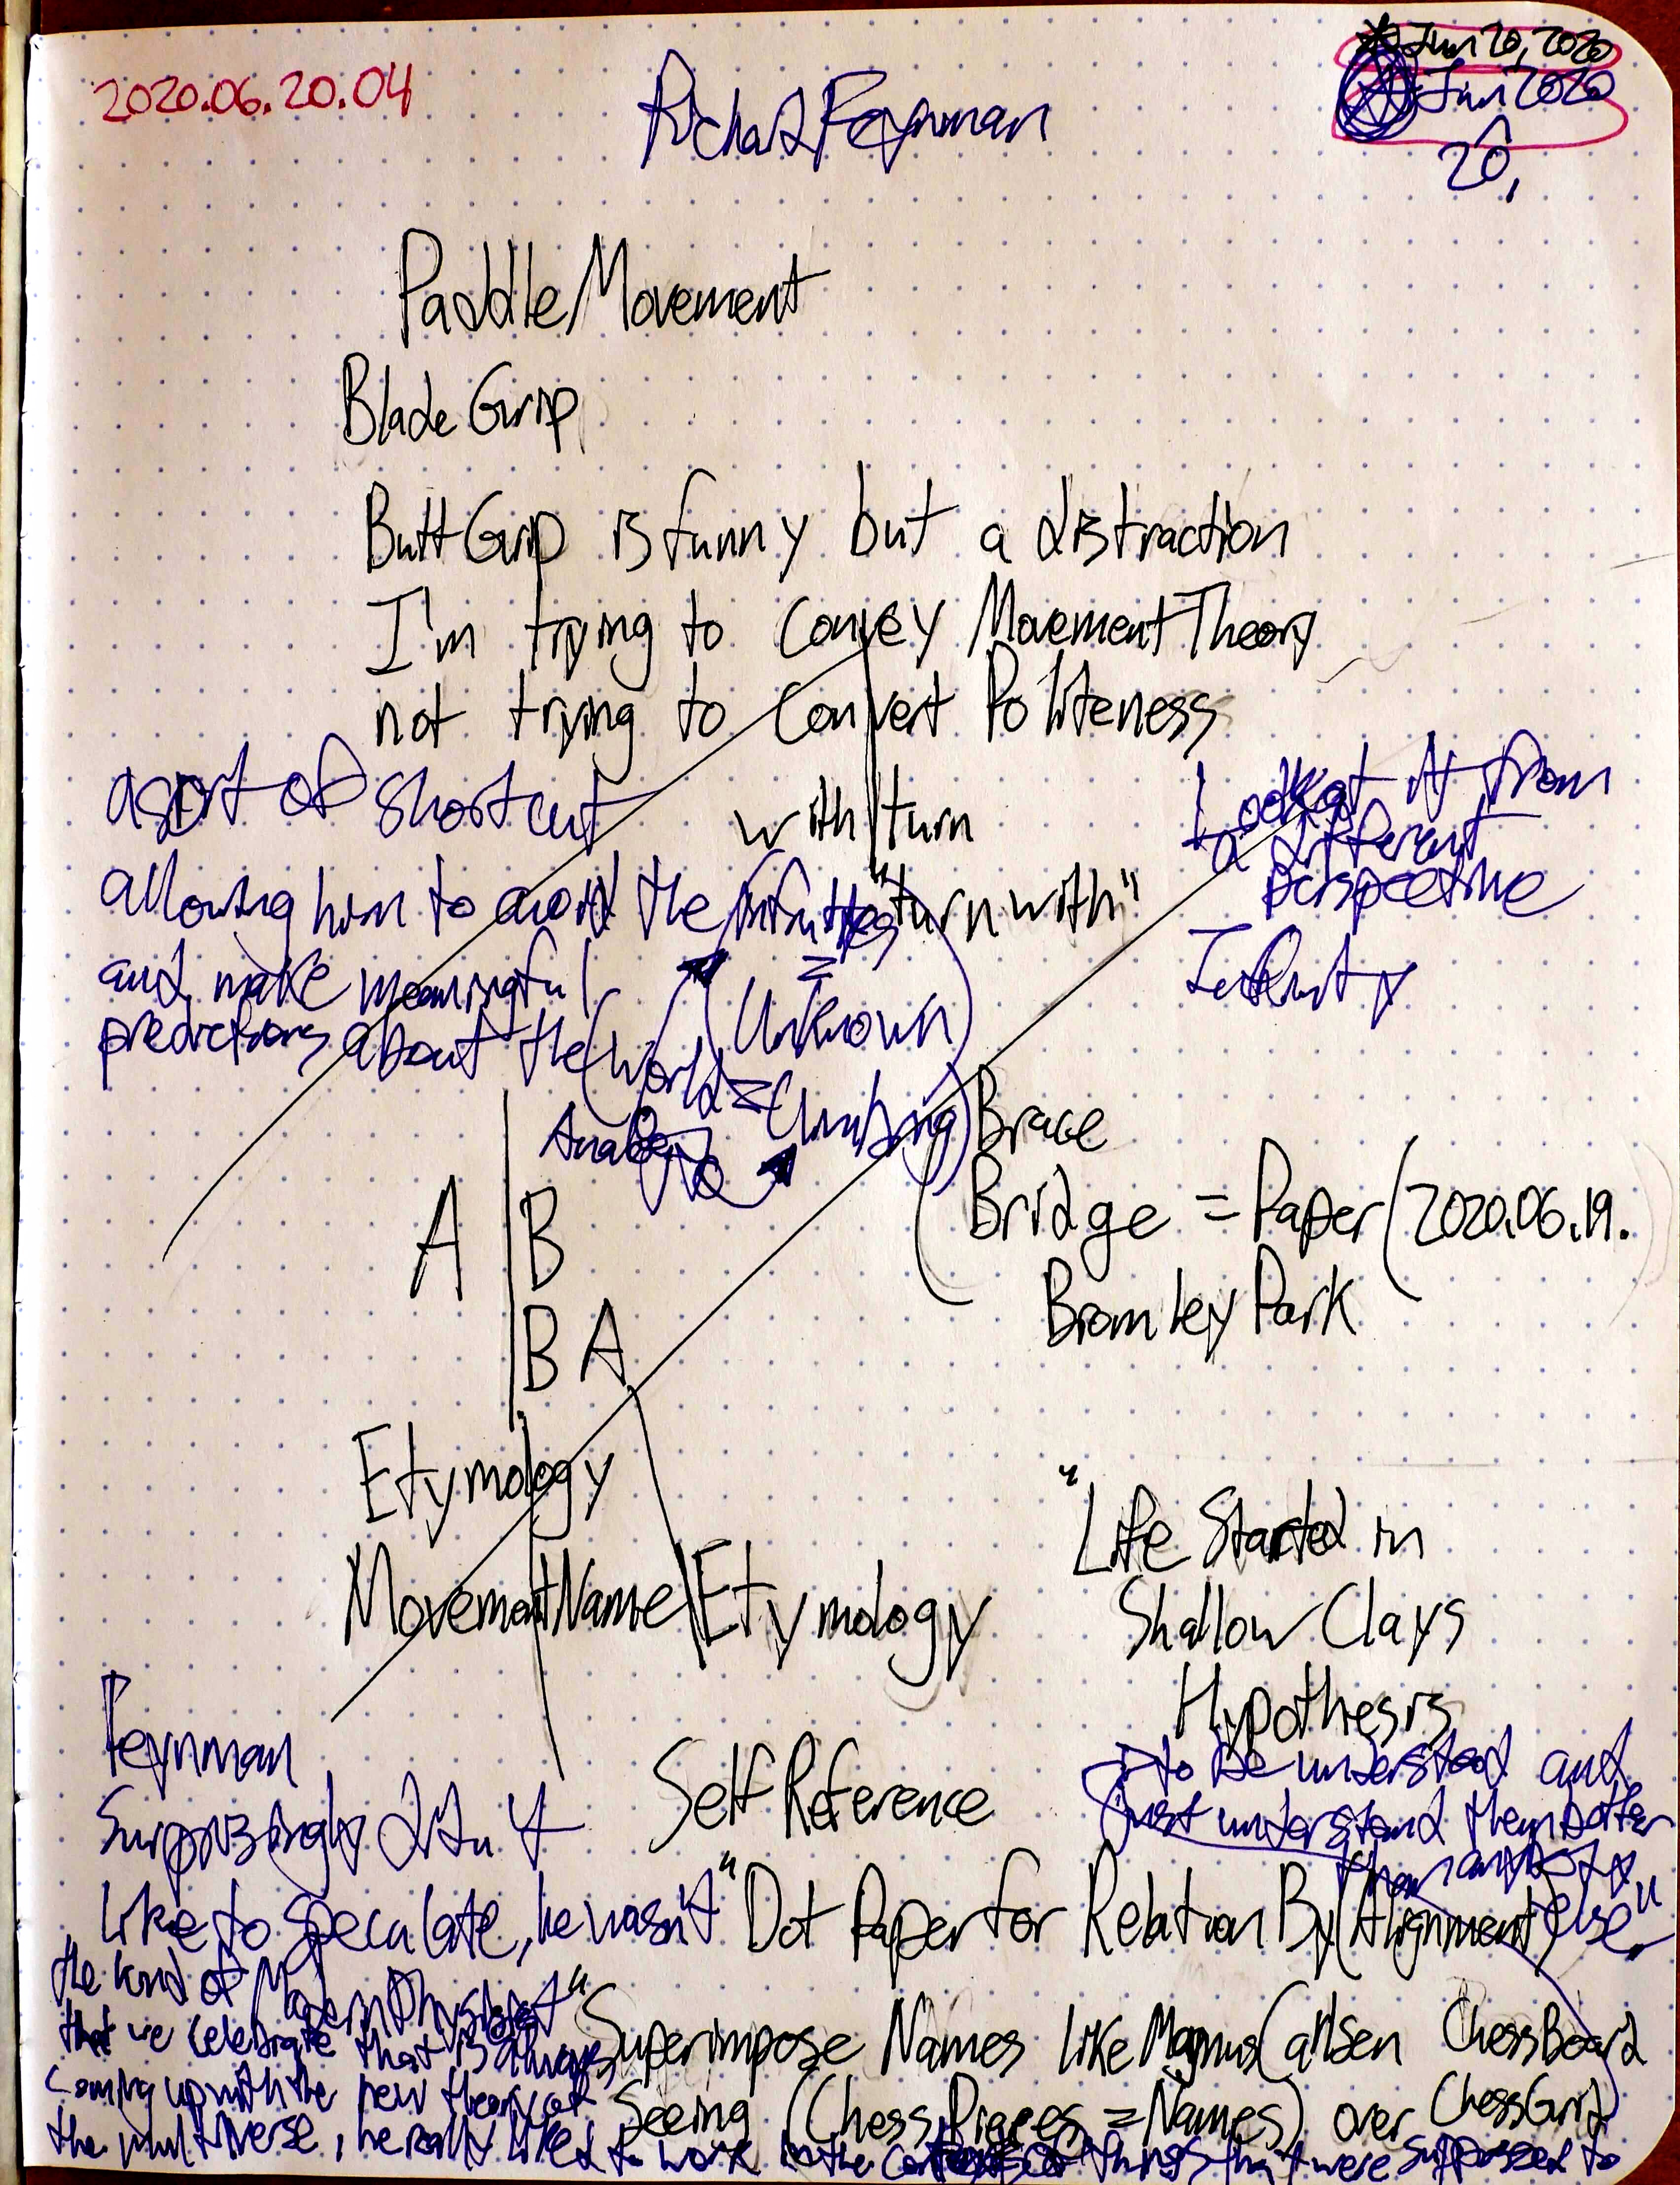 2020.06.20.04
Richard Feynman
Jun 20, 2020
Jun 2020
20,
Paddle Movement
Blade Grip
Butt Grip is funny but a distraction
I'm trying to Convey Movement Theory
not trying to Convert Politeness
a sort of shortcut
allowing him to avoid the infinities
and make meaningful
predictions about the (World = Climbing)
(Unknown)
with turn
"turn with"
Look at it from
a different
perspective
Infinity
A B
B A
Brace
Bridge = Paper (2020.06.19.
Bromley Park
Etymology
Movement Name Etymology
"Life Started in
Shallow Clays
Hypothesis
Feynman
Surprisingly didn't
like to speculate, he wasn't
the kind of Modern Physicist
that we celebrate that is always
coming up with the new theory of
the multiverse, he really liked to work in the of things that were supposed to
to be understood and
just understand them better
than anybody
else"
Self Reference
"Dot Paper for Relation By (Alignment)
"Superimpose Names like Magnus Carlsen Chess Board
Seeing (Chess Pieces = Names) over Chess Grid